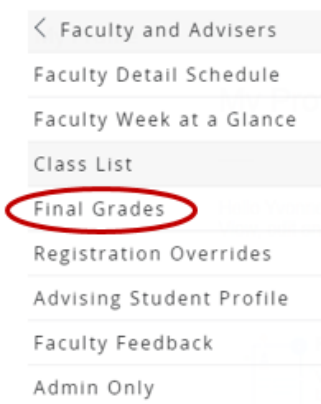 < Faculty and Advisers
Faculty Detail Schedule
Faculty Week at a Glance
Class List
Final Grades
Registration Overrides
Advising Student Profile
Faculty Feedback
Admin Only